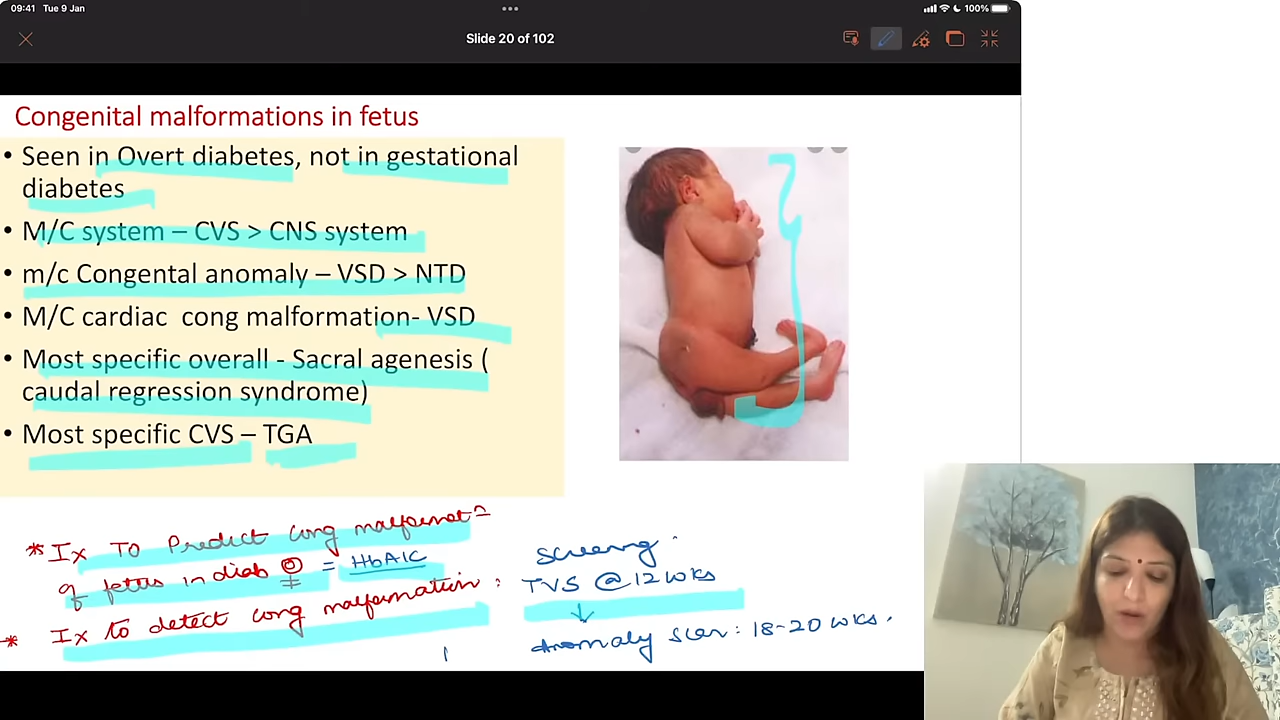 09:41 Tue 9 Jan
100%
Slide 20 of 102
Congenital malformations in fetus
• Seen in Overt diabetes, not in gestational
diabetes
• M/C system – CVS > CNS system
• m/c Congental anomaly – VSD > NTD
• M/C cardiac cong malformation- VSD
• Most specific overall - Sacral agenesis (
caudal regression syndrome)
• Most specific CVS – TGA
* Ix To Predict cong malformatn
of fetus in diab ♀ = HbA1C
* Ix to detect cong malformation :
TVS @ 12 wks
↓
Anomaly scan : 18-20 wks.